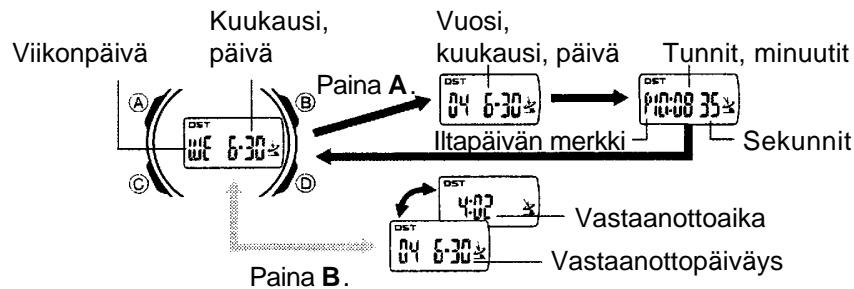 Viikonpäivä
Kuukausi,
päivä
Vuosi,
kuukausi, päivä
Tunnit, minuutit
A
B
C
D
DST
WE 6-30
Paina A.
DST
04 6-30
DST
P10:08 35
Iltapäivän merkki
Sekunnit
DST
4:02
DST
04 6-30
Vastaanottoaika
Vastaanottopäiväys
Paina B.